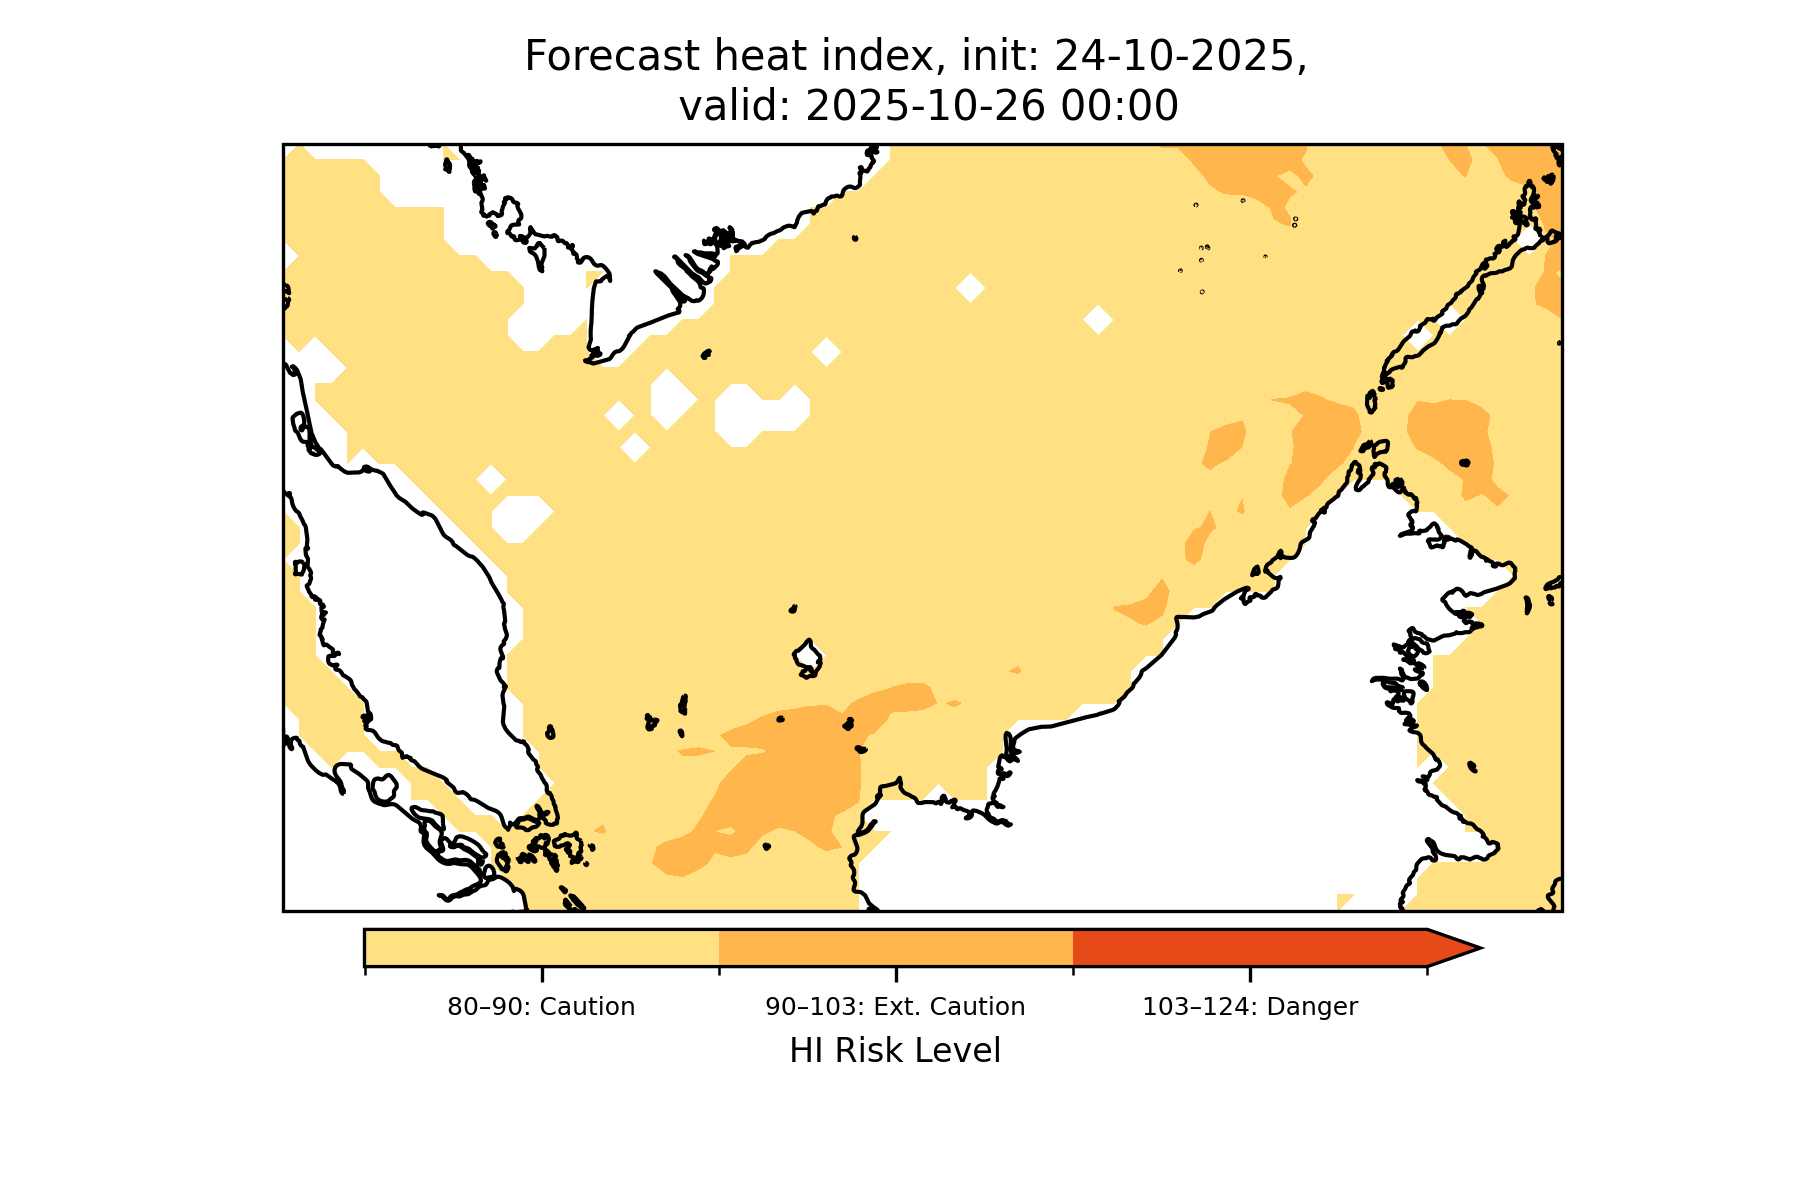 Forecast heat index, init: 24-10-2025,
valid: 2025-10-26 00:00
80–90: Caution
90–103: Ext. Caution
103–124: Danger
HI Risk Level